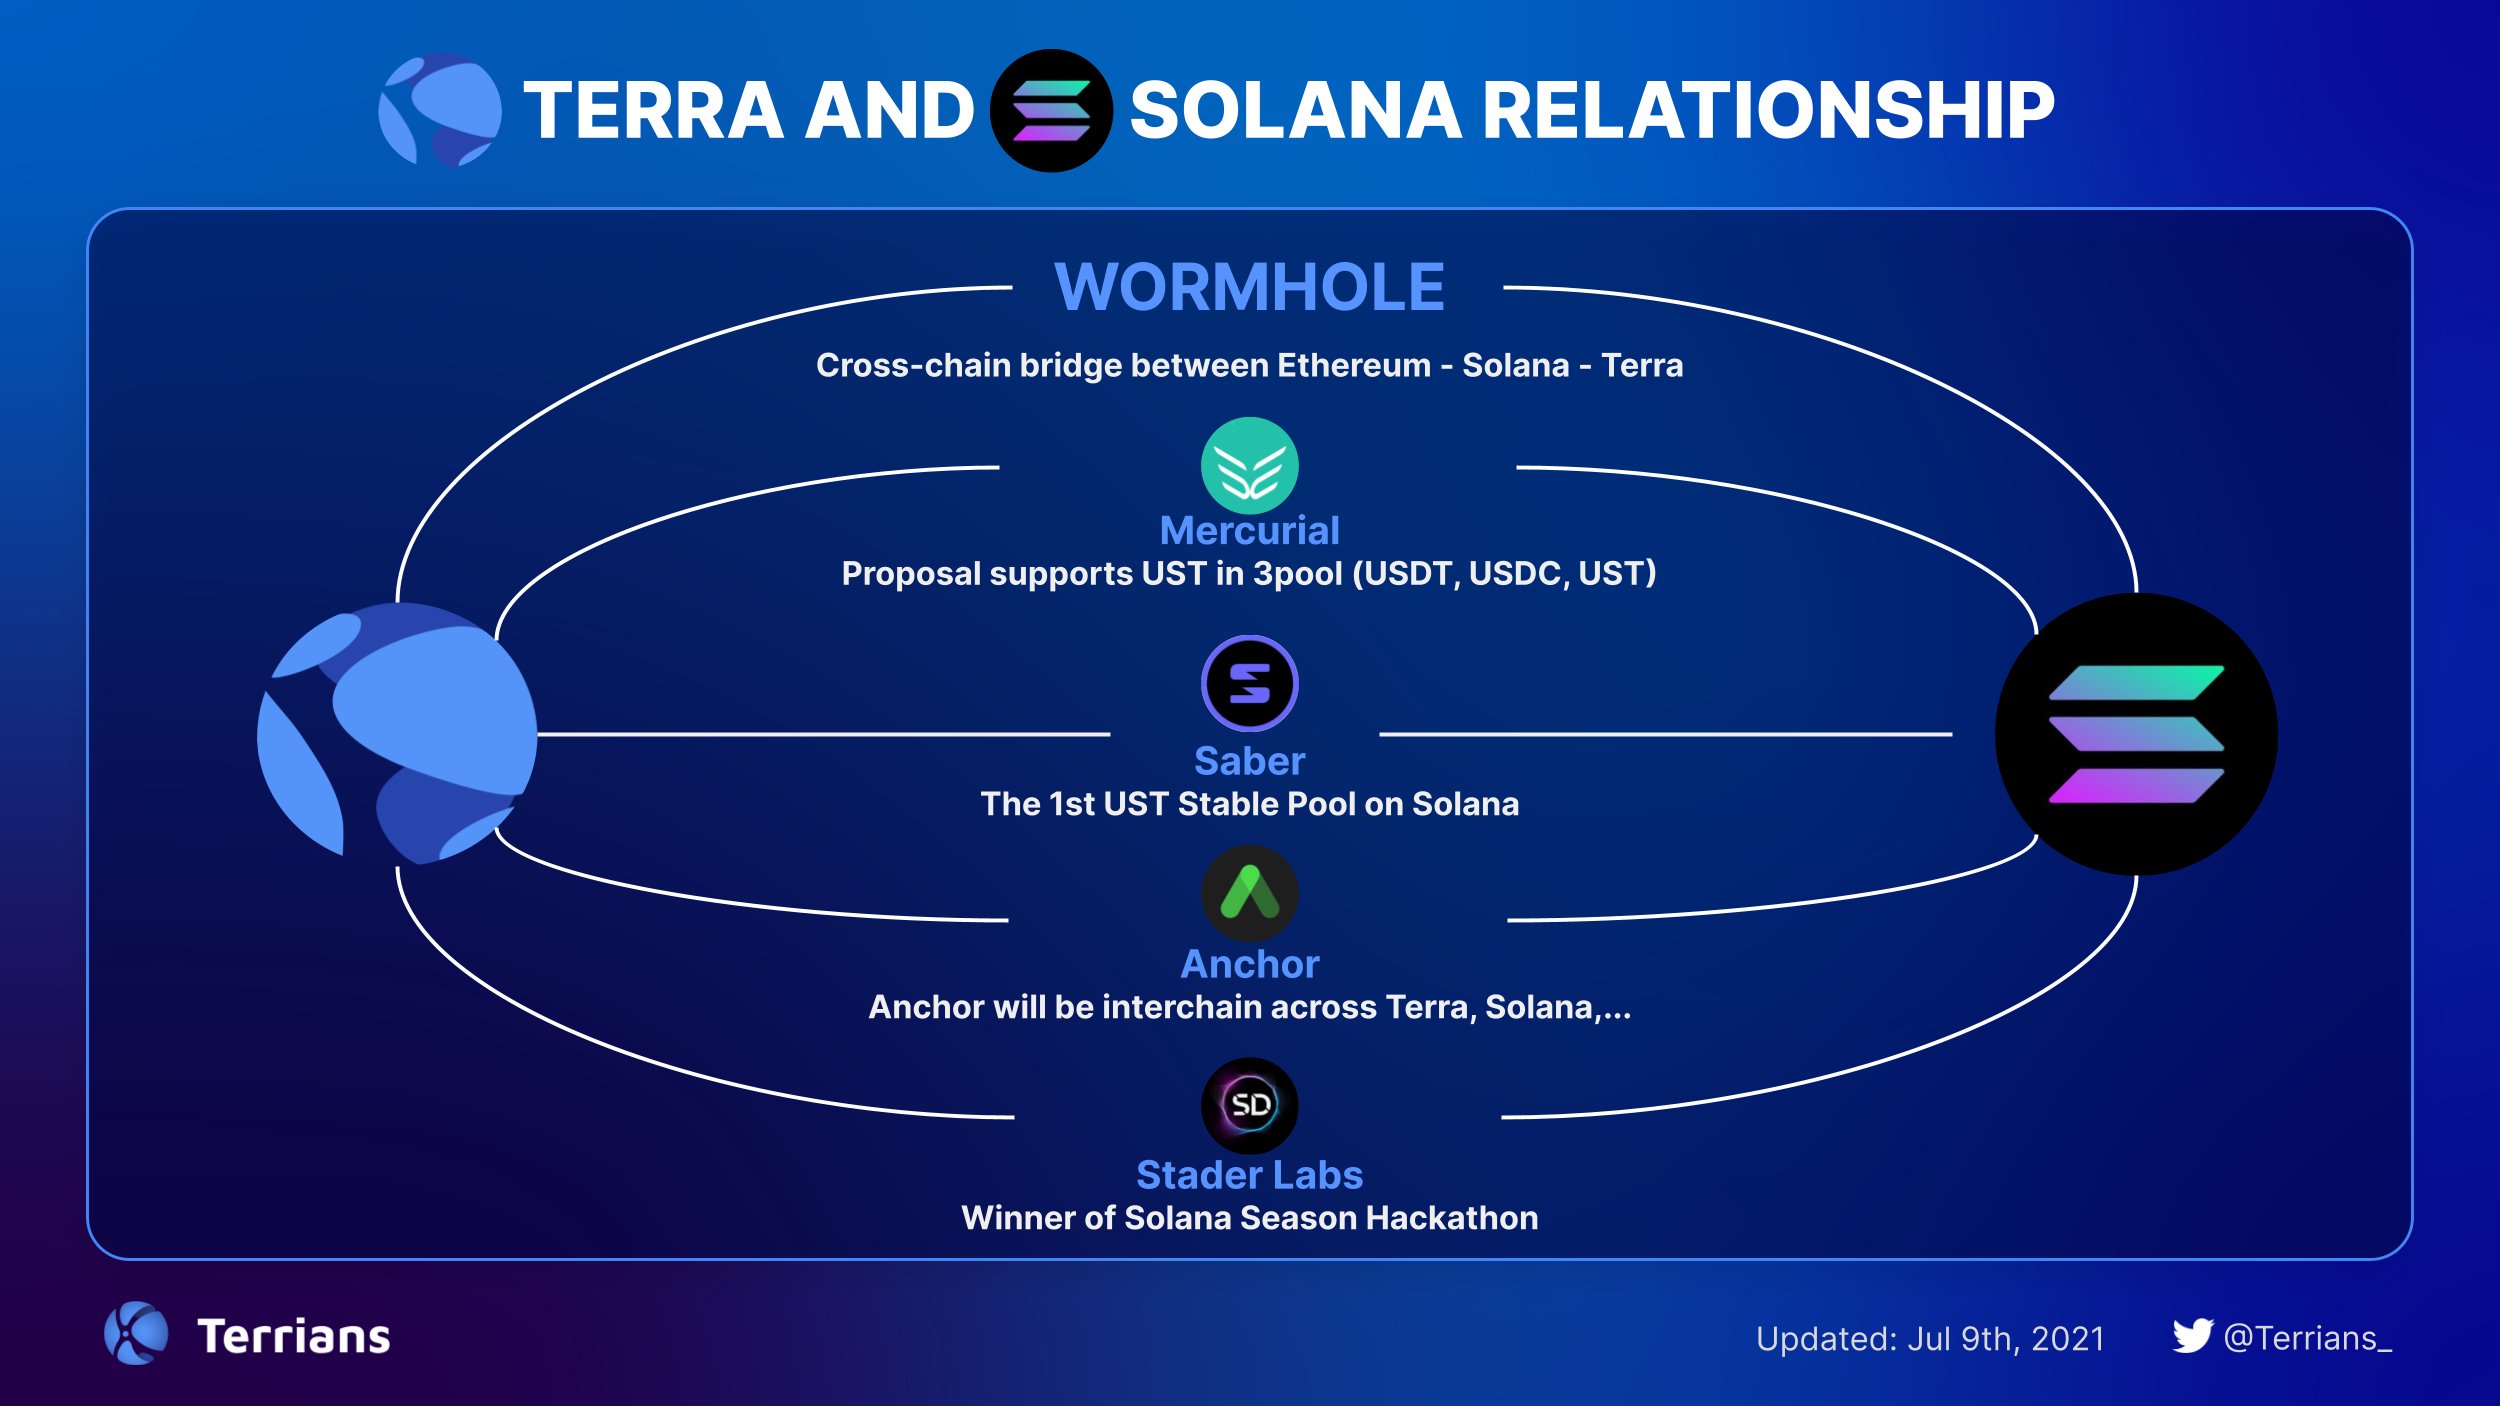 TERRA AND SOLANA RELATIONSHIP
WORMHOLE
Cross-chain bridge between Ethereum - Solana - Terra
Mercurial
Proposal supports UST in 3pool (USDT, USDC, UST)
Saber
The 1st UST Stable Pool on Solana
Anchor
Anchor will be interchain across Terra, Solana,...
SD
Stader Labs
Winner of Solana Season Hackathon
Terrians
Updated: Jul 9th, 2021
@Terrians_